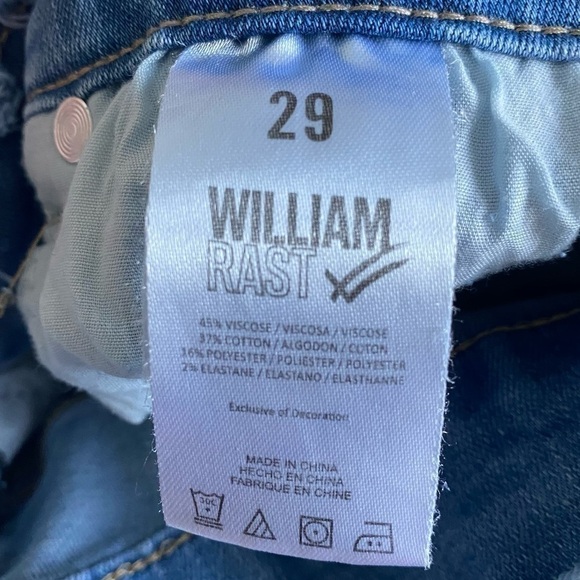 29
WILLIAM
RAST
45% VISCOSE / VISCOSA / VISCOSE
37% COTTON / ALGODON / COTON
16% POLYESTER / POLIESTER / POLYESTER
2% ELASTANE / ELASTANO / ELASTHANNE
Exclusive of Decoration
MADE IN CHINA
HECHO EN CHINA
FABRIQUE EN CHINE
30C